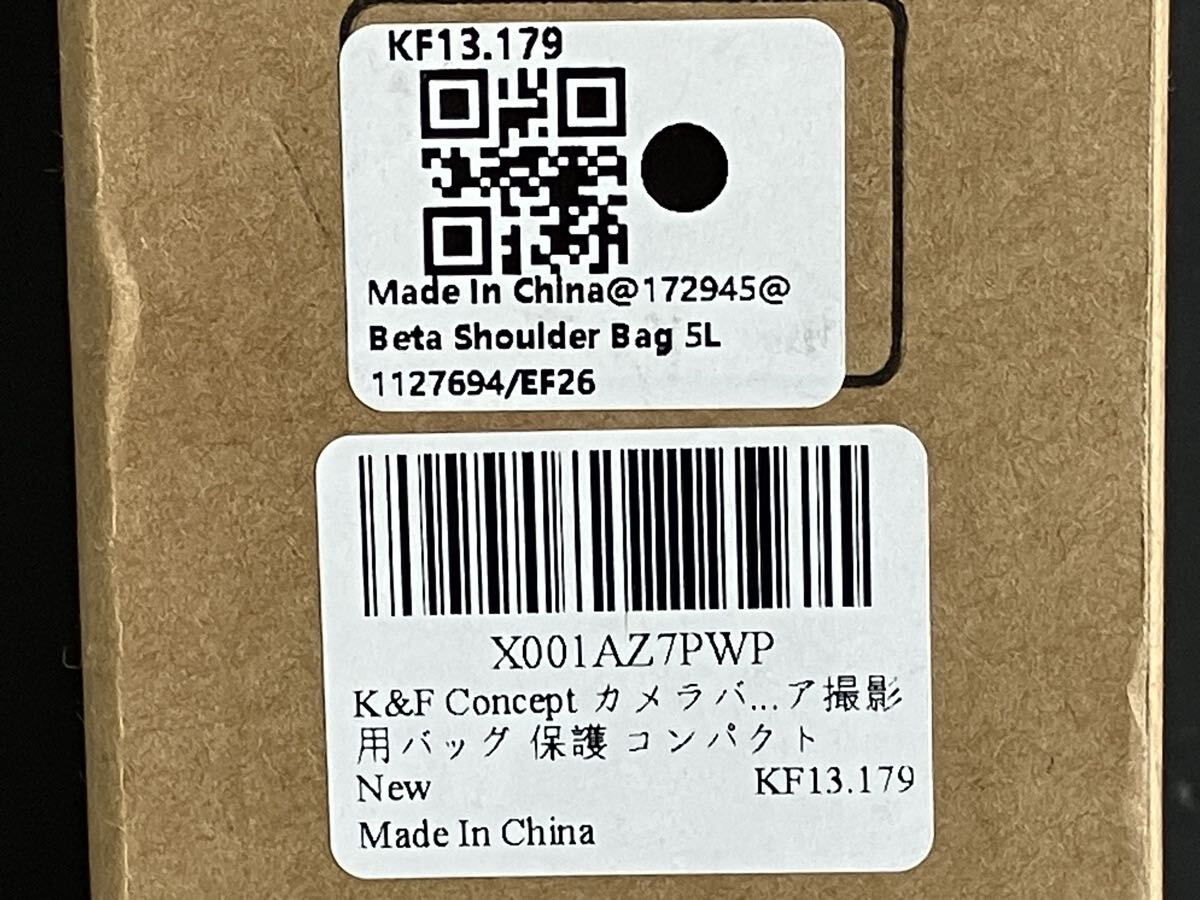 KF13.179
Made In China@172945@
Beta Shoulder Bag 5L
1127694/EF26
X001AZ7PWP
K&F Concept カメラバ...ア撮影
用バッグ 保護 コンパクト
New KF13.179
Made In China